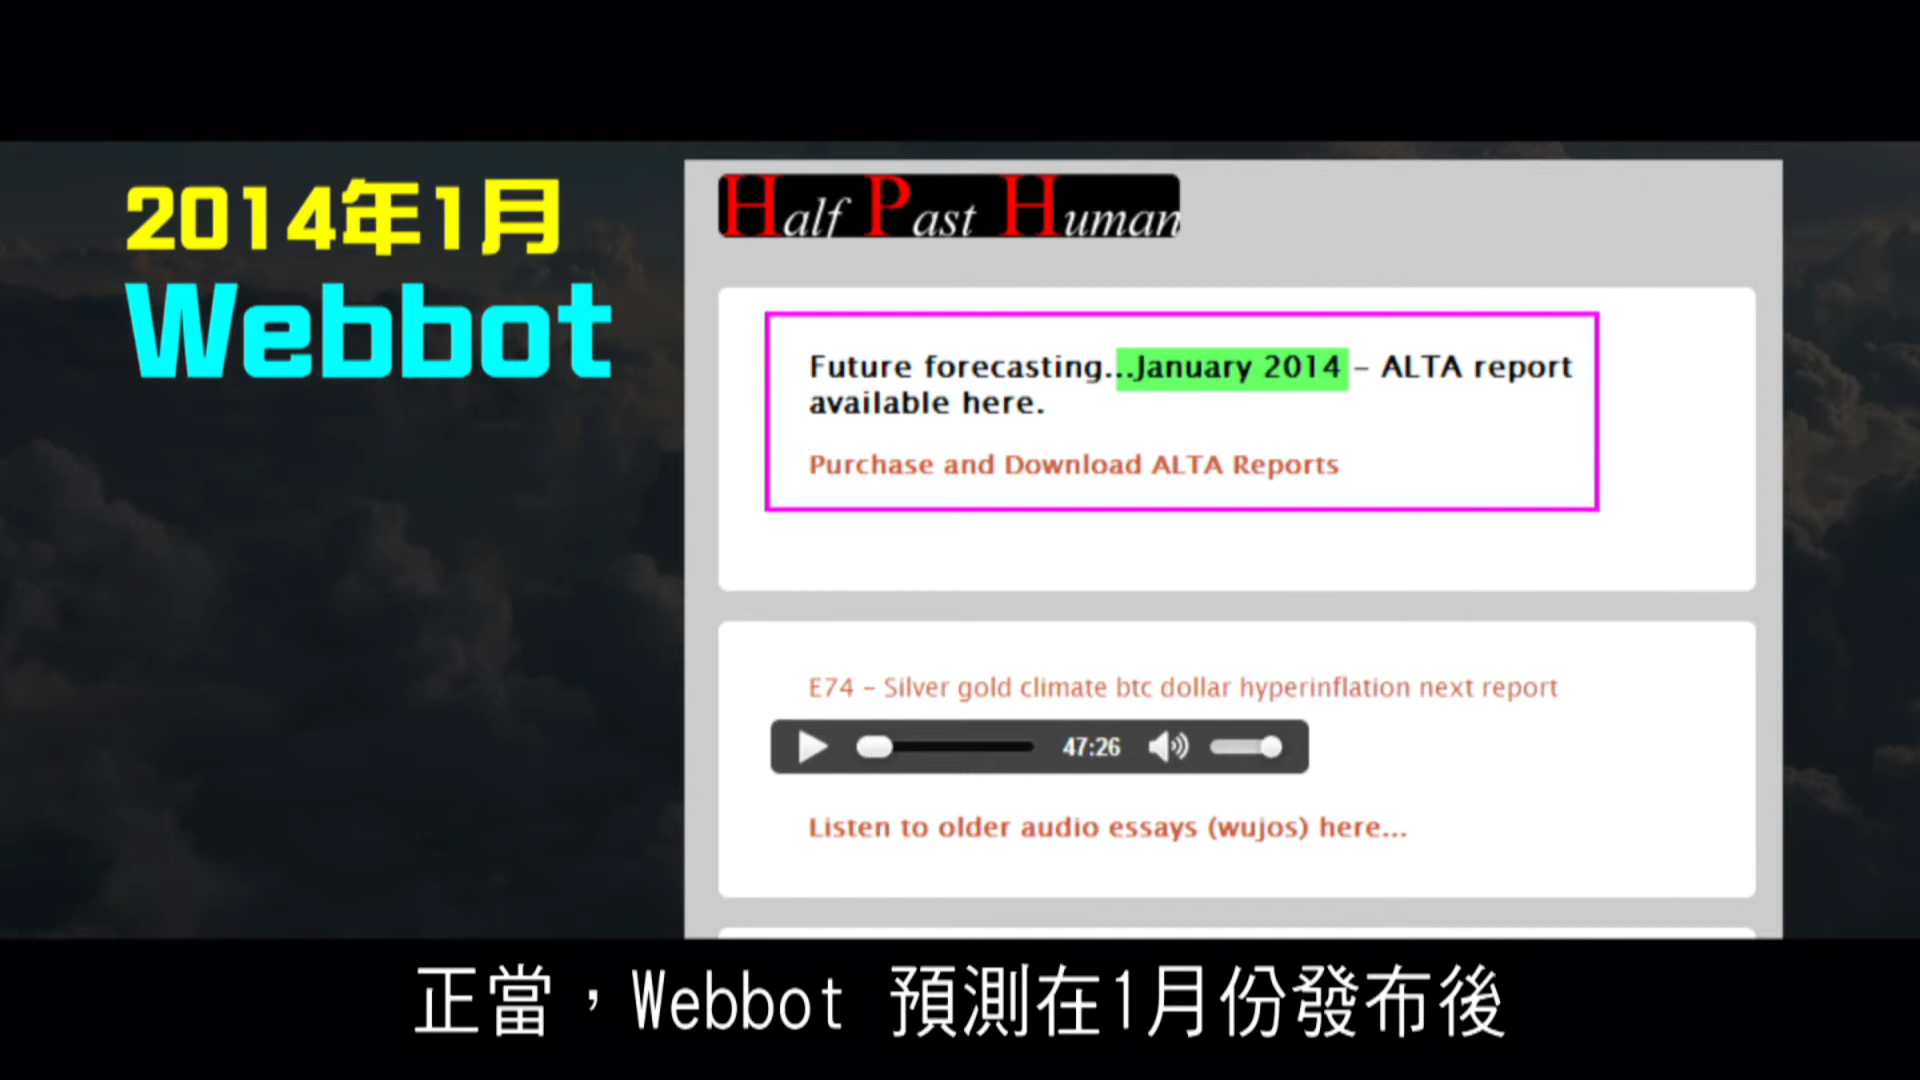 2014年1月
Webbot
Half Past Human
Future forecasting...January 2014 – ALTA report
available here.
Purchase and Download ALTA Reports
E74 – Silver gold climate btc dollar hyperinflation next report
47:26
Listen to older audio essays (wujos) here...
正當，Webbot 預測在1月份發布後